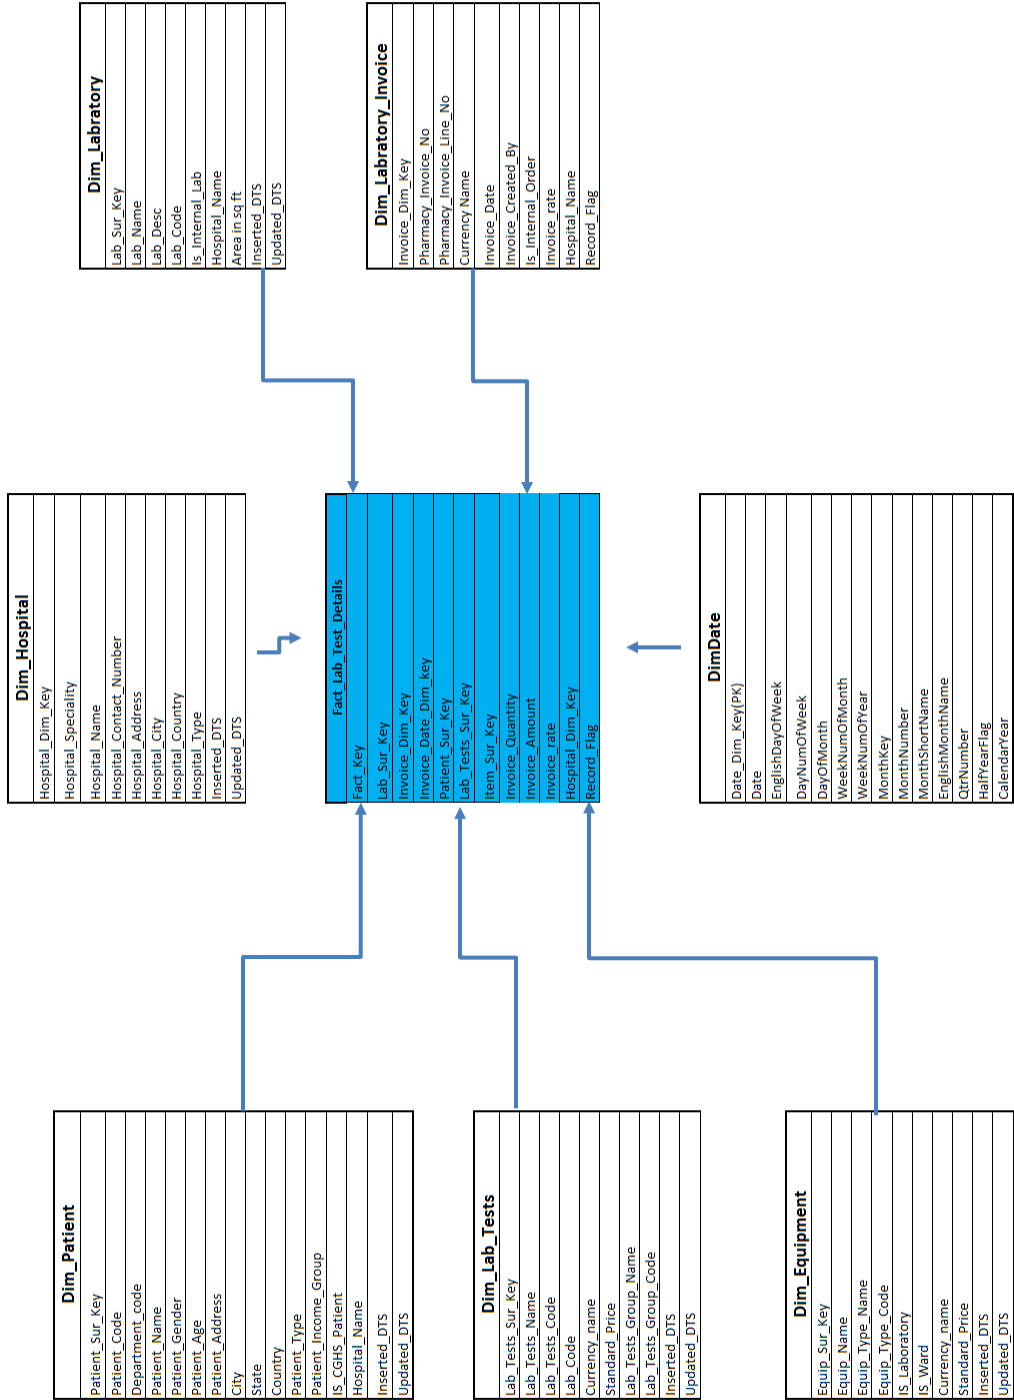 Dim_Patient
Patient_Sur_Key
Patient_Code
Department_code
Patient_Name
Patient_Gender
Patient_Age
Patient_Address
City
State
Country
Patient_Type
Patient_Income_Group
IS_CGHS_Patient
Hospital_Name
Inserted_DTS
Updated_DTS
Dim_Hospital
Hospital_Dim_Key
Hospital_Speciality
Hospital_Name
Hospital_Contact_Number
Hospital_Address
Hospital_City
Hospital_Country
Hospital_Type
Inserted_DTS
Updated_DTS
Dim_Labratory
Lab_Sur_Key
Lab_Name
Lab_Desc
Lab_Code
Is_Internal_Lab
Hospital_Name
Area in sq ft
Inserted_DTS
Updated_DTS
Dim_Lab_Tests
Lab_Tests_Sur_Key
Lab_Tests_Name
Lab_Tests_Code
Lab_Code
Currency_name
Standard_Price
Lab_Tests_Group_Name
Lab_Tests_Group_Code
Inserted_DTS
Updated_DTS
Fact_Lab_Test_Details
Fact_Key
Lab_Sur_Key
Invoice_Dim_Key
Invoice_Date_Dim_key
Patient_Sur_Key
Lab_Tests_Sur_Key
Item_Sur_Key
Invoice_Quantity
Invoice_Amount
Invoice_rate
Hospital_Dim_Key
Record_Flag
Dim_Labratory_Invoice
Invoice_Dim_Key
Pharmacy_Invoice_No
Pharmacy_Invoice_Line_No
Currency Name
Invoice_Date
Invoice_Created_By
Is_Internal_Order
Invoice_rate
Hospital_Name
Record_Flag
Dim_Equipment
Equip_Sur_Key
Equip_Name
Equip_Type_Name
Equip_Type_Code
IS_Laboratory
IS_Ward
Currency_name
Standard_Price
Inserted_DTS
Updated_DTS
DimDate
Date_Dim_Key(PK)
Date
EnglishDayOfWeek
DayNumOfWeek
DayOfMonth
WeekNumOfMonth
WeekNumOfYear
MonthKey
MonthNumber
MonthShortName
EnglishMonthName
QtrNumber
HalfYearFlag
CalendarYear